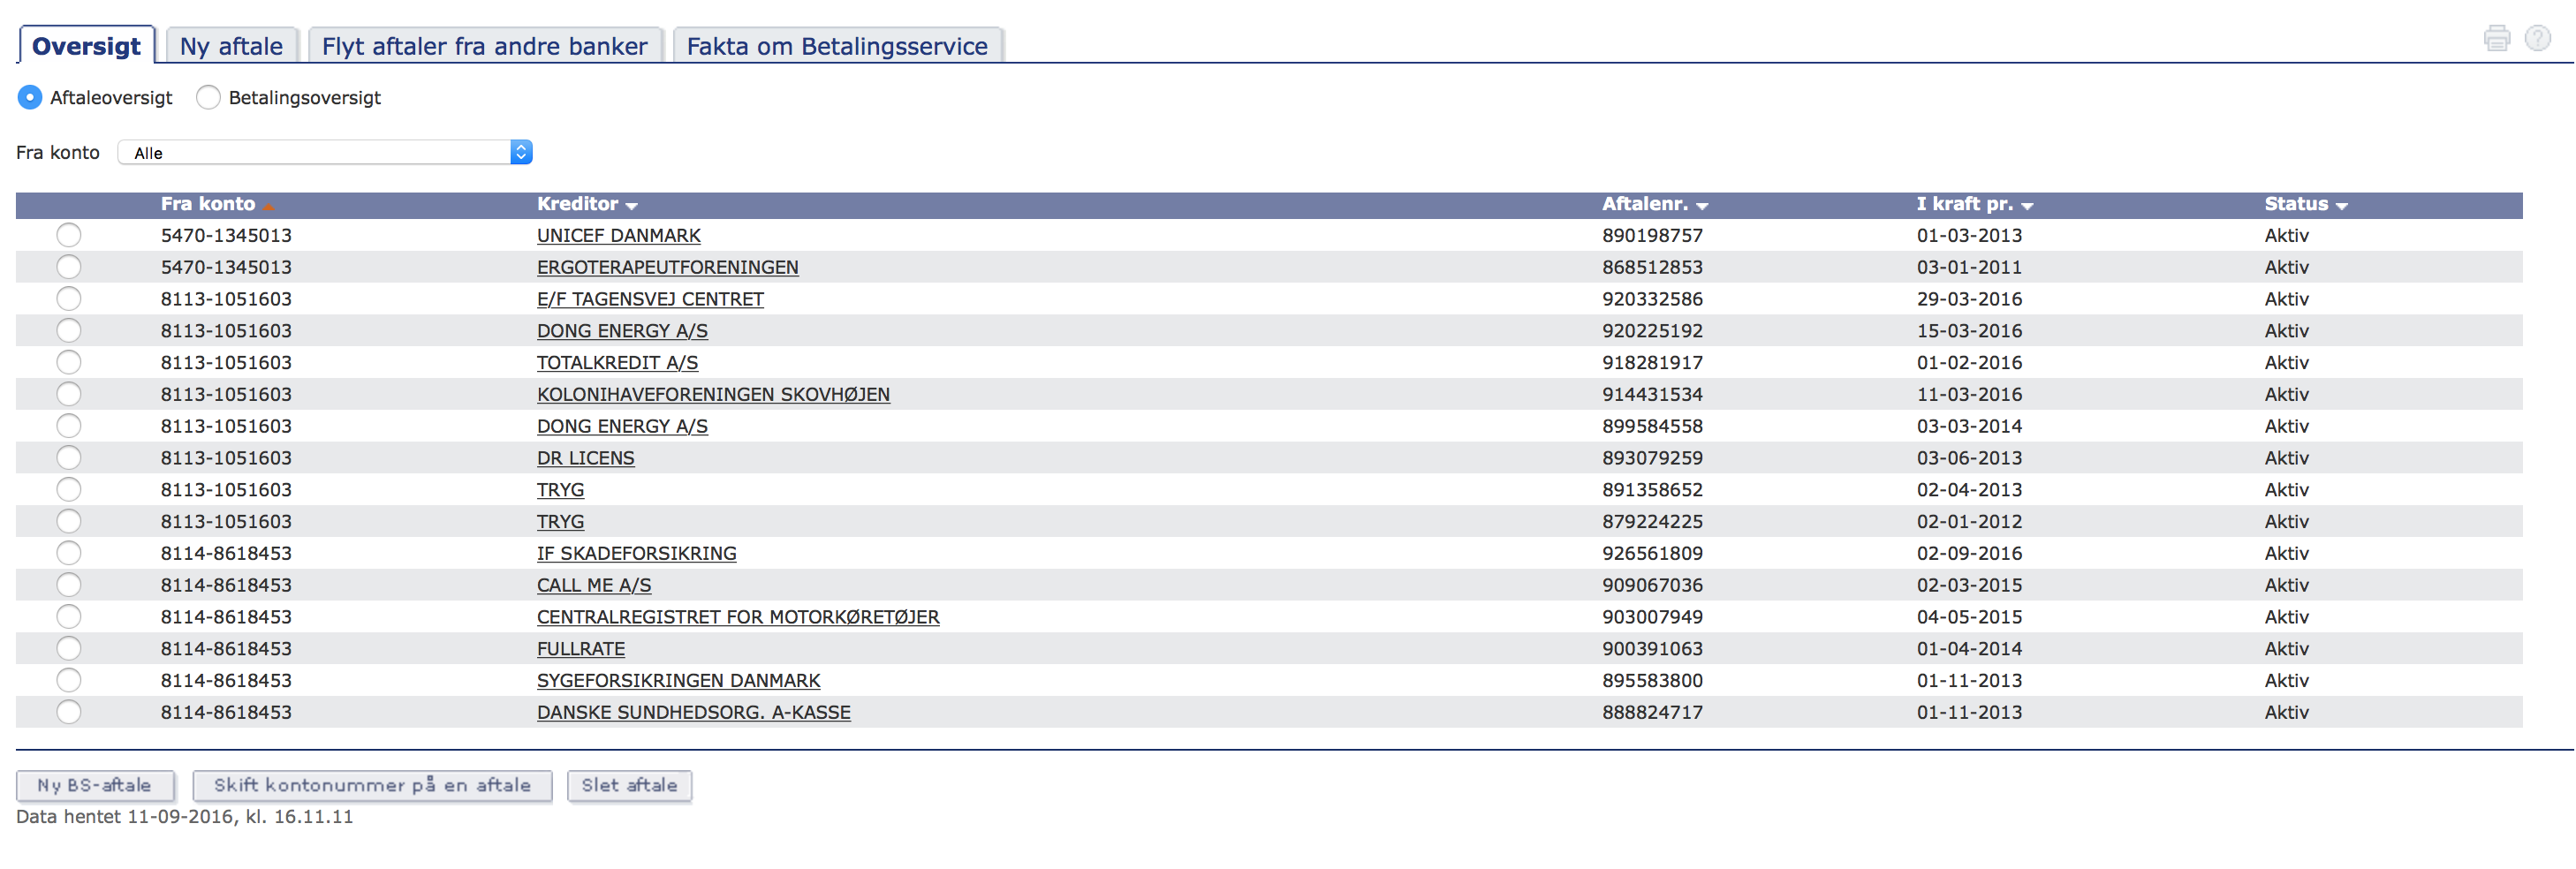 Oversigt Ny aftale Flyt aftaler fra andre banker Fakta om Betalingsservice
Aftaleoversigt Betalingsoversigt
Fra konto Alle
Fra konto Kreditor Aftalenr. I kraft pr. Status
5470-1345013 UNICEF DANMARK 890198757 01-03-2013 Aktiv
5470-1345013 ERGOTERAPEUTFORENINGEN 868512853 03-01-2011 Aktiv
8113-1051603 E/F TAGENSVEJ CENTRET 920332586 29-03-2016 Aktiv
8113-1051603 DONG ENERGY A/S 920225192 15-03-2016 Aktiv
8113-1051603 TOTALKREDIT A/S 918281917 01-02-2016 Aktiv
8113-1051603 KOLONIHAVEFORENINGEN SKOVHØJEN 914431534 11-03-2016 Aktiv
8113-1051603 DONG ENERGY A/S 899584558 03-03-2014 Aktiv
8113-1051603 DR LICENS 893079259 03-06-2013 Aktiv
8113-1051603 TRYG 891358652 02-04-2013 Aktiv
8113-1051603 TRYG 879224225 02-01-2012 Aktiv
8114-8618453 IF SKADEFORSIKRING 926561809 02-09-2016 Aktiv
8114-8618453 CALL ME A/S 909067036 02-03-2015 Aktiv
8114-8618453 CENTRALREGISTRET FOR MOTORKØRETØJER 903007949 04-05-2015 Aktiv
8114-8618453 FULLRATE 900391063 01-04-2014 Aktiv
8114-8618453 SYGEFORSIKRINGEN DANMARK 895583800 01-11-2013 Aktiv
8114-8618453 DANSKE SUNDHEDSORG. A-KASSE 888824717 01-11-2013 Aktiv
Ny BS-aftale Skift kontonummer på en aftale Slet aftale
Data hentet 11-09-2016, kl. 16.11.11